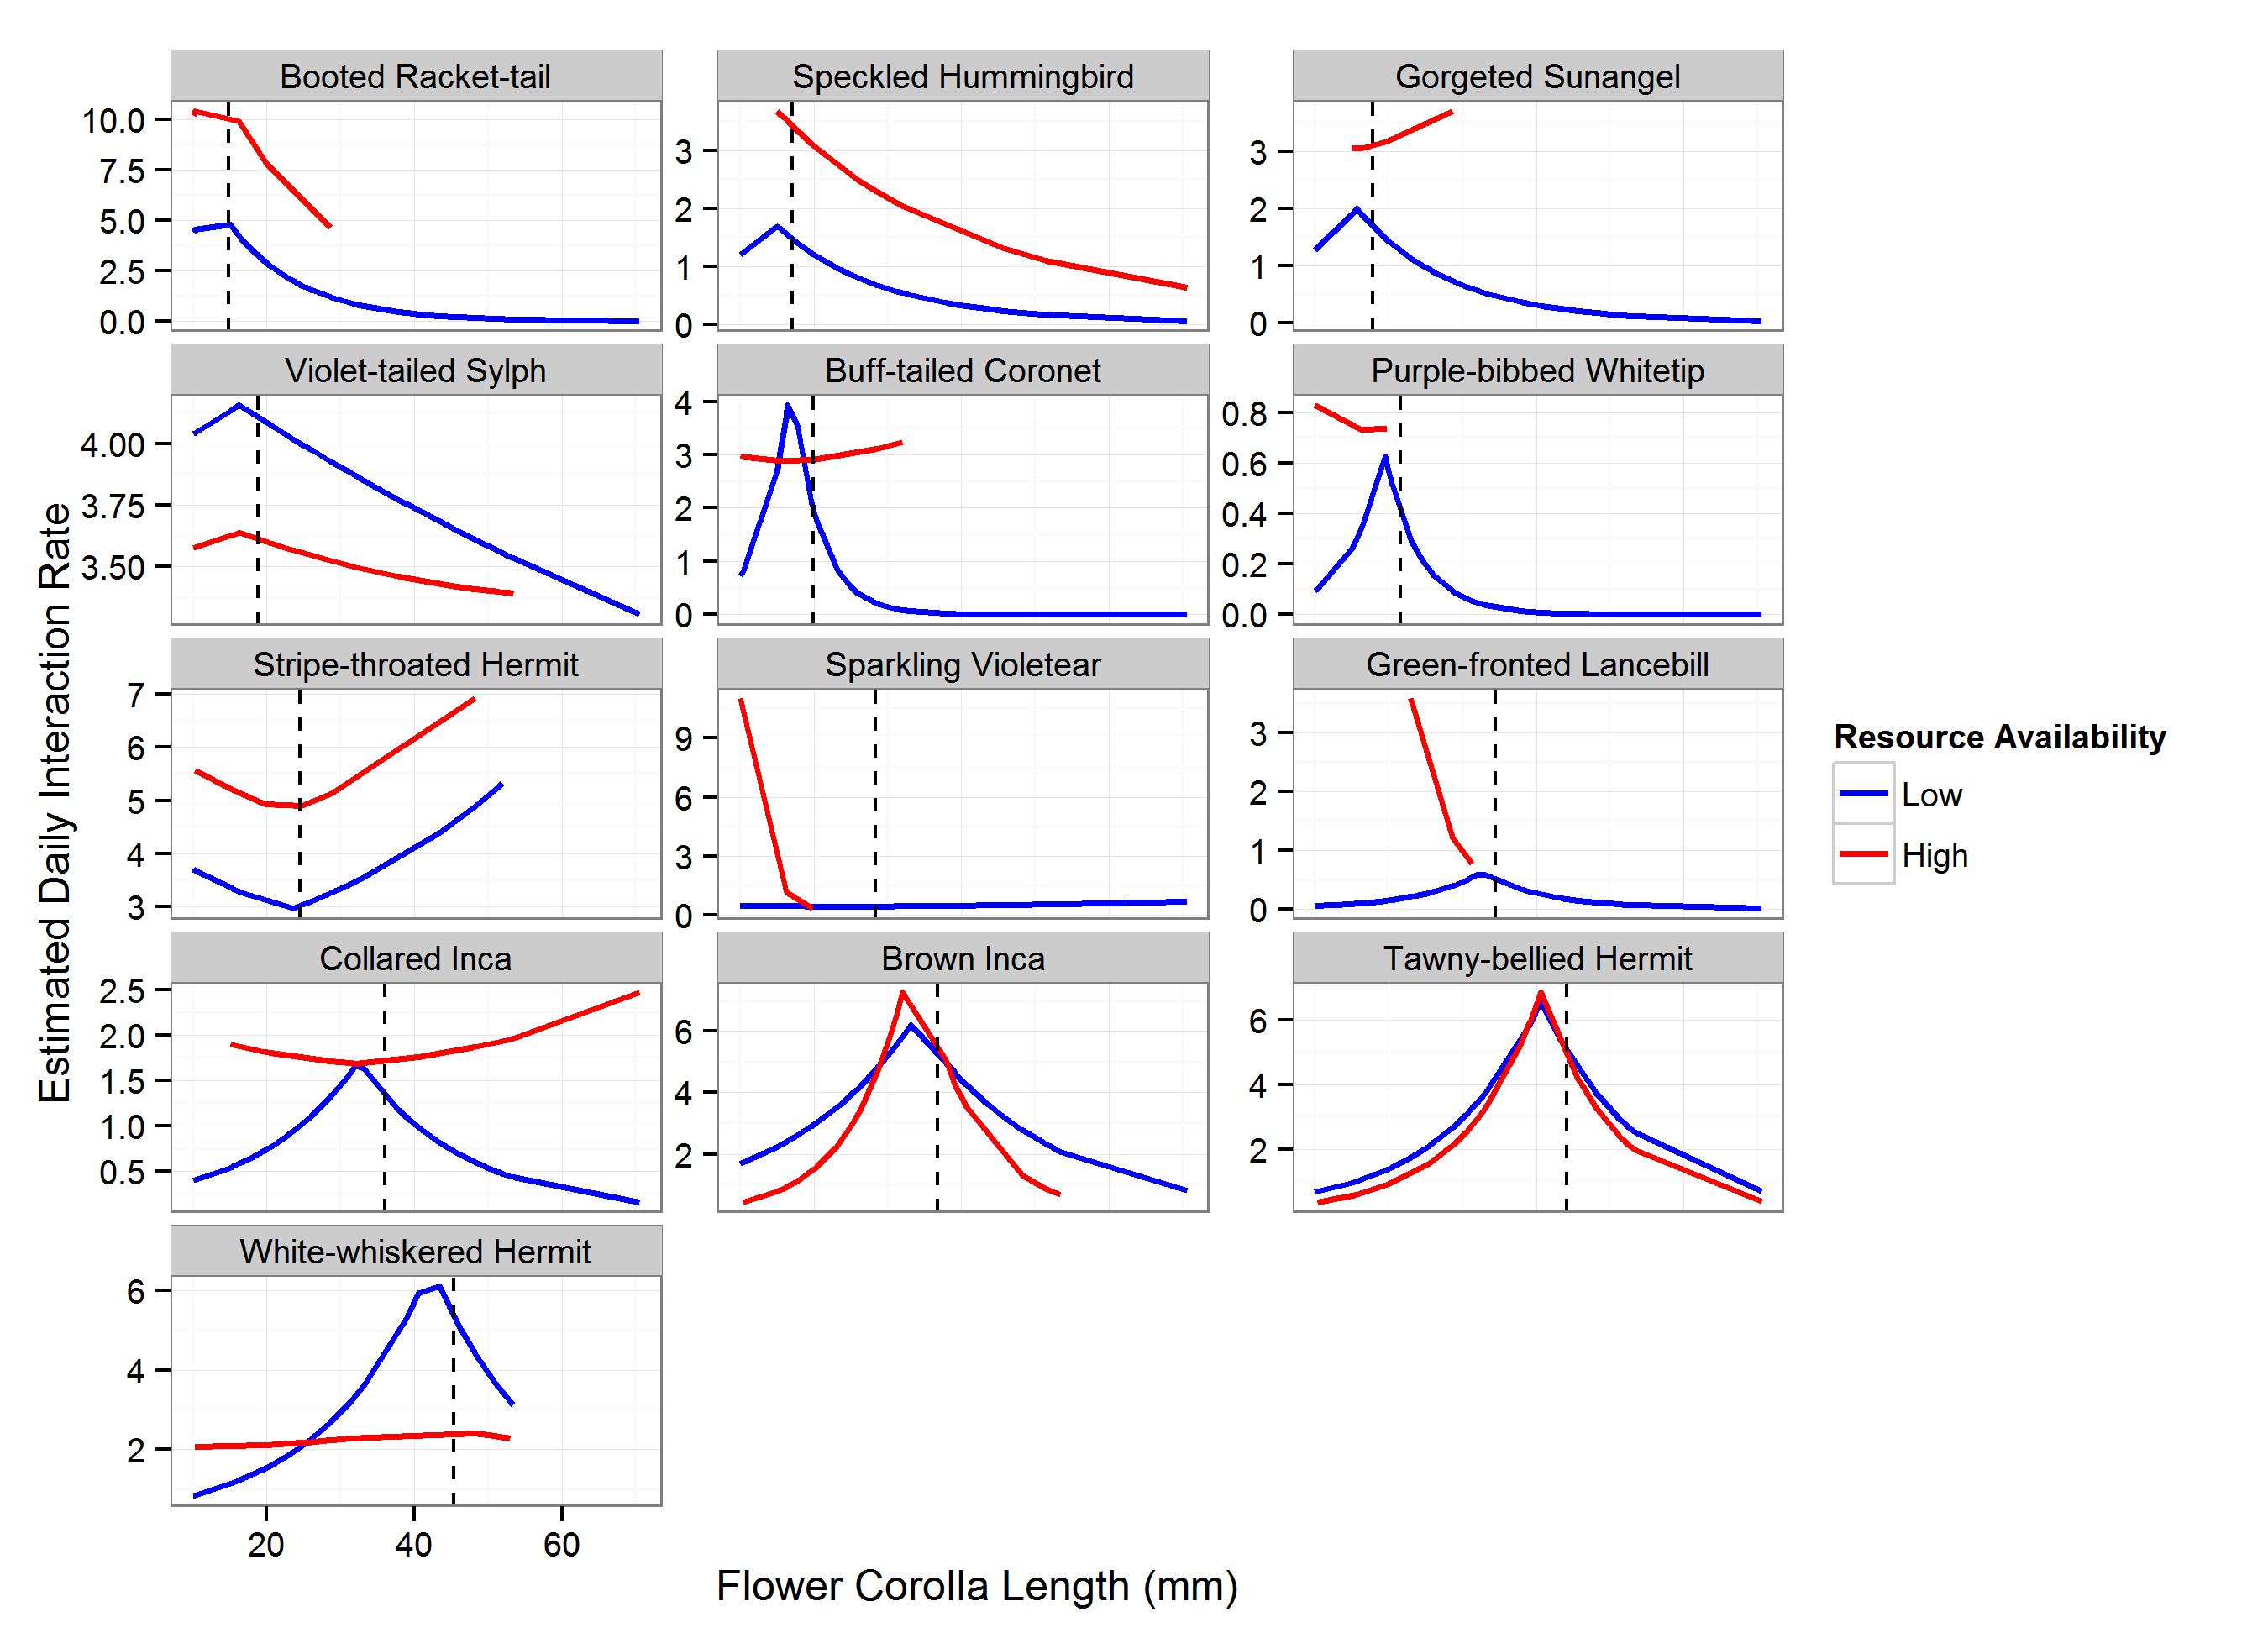 Booted Racket-tail
Speckled Hummingbird
Gorgeted Sunangel
10.0
7.5
5.0
2.5
0.0
3
2
1
0
3
2
1
0
Violet-tailed Sylph
Buff-tailed Coronet
Purple-bibbed Whitetip
4.00
3.75
3.50
4
3
2
1
0
0.8
0.6
0.4
0.2
0.0
Estimated Daily Interaction Rate
Stripe-throated Hermit
Sparkling Violetear
Green-fronted Lancebill
7
6
5
4
3
9
6
3
0
3
2
1
0
Resource Availability
Low
High
Collared Inca
Brown Inca
Tawny-bellied Hermit
2.5
2.0
1.5
1.0
0.5
6
4
2
6
4
2
White-whiskered Hermit
6
4
2
20 40 60
Flower Corolla Length (mm)